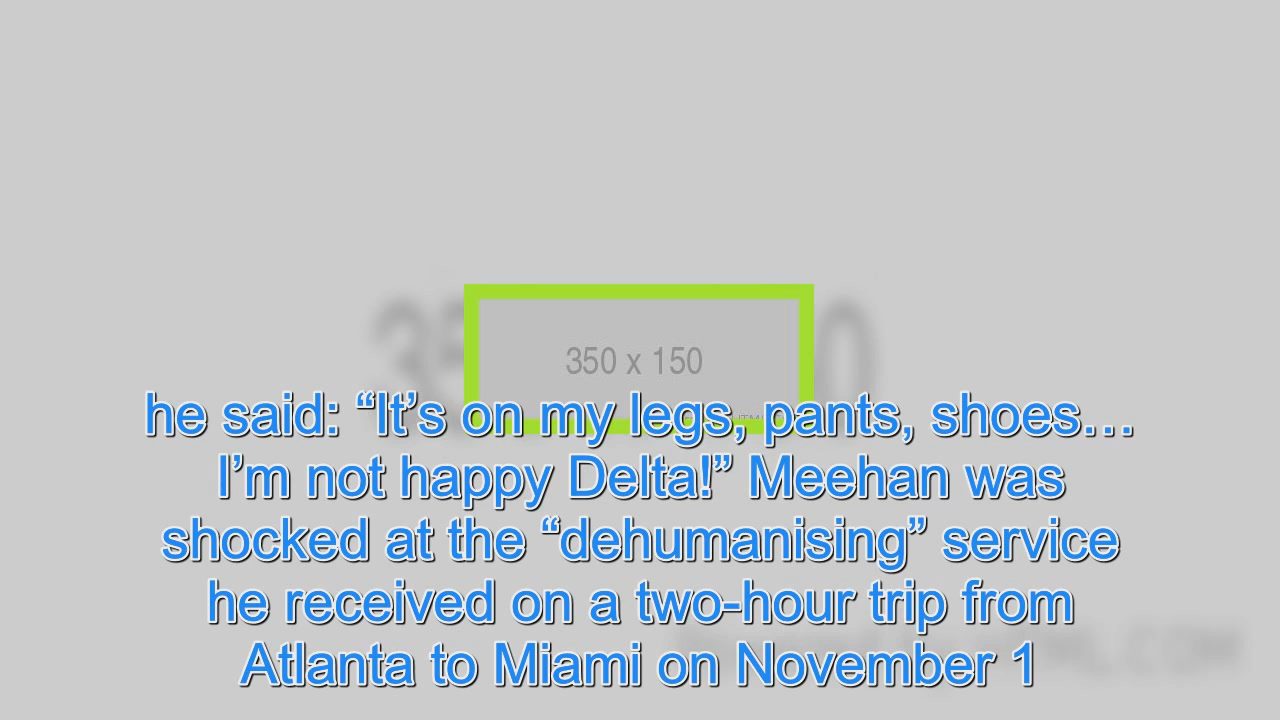 350 x 150
he said: “It’s on my legs, pants, shoes…
I’m not happy Delta!” Meehan was
shocked at the “dehumanising” service
he received on a two-hour trip from
Atlanta to Miami on November 1